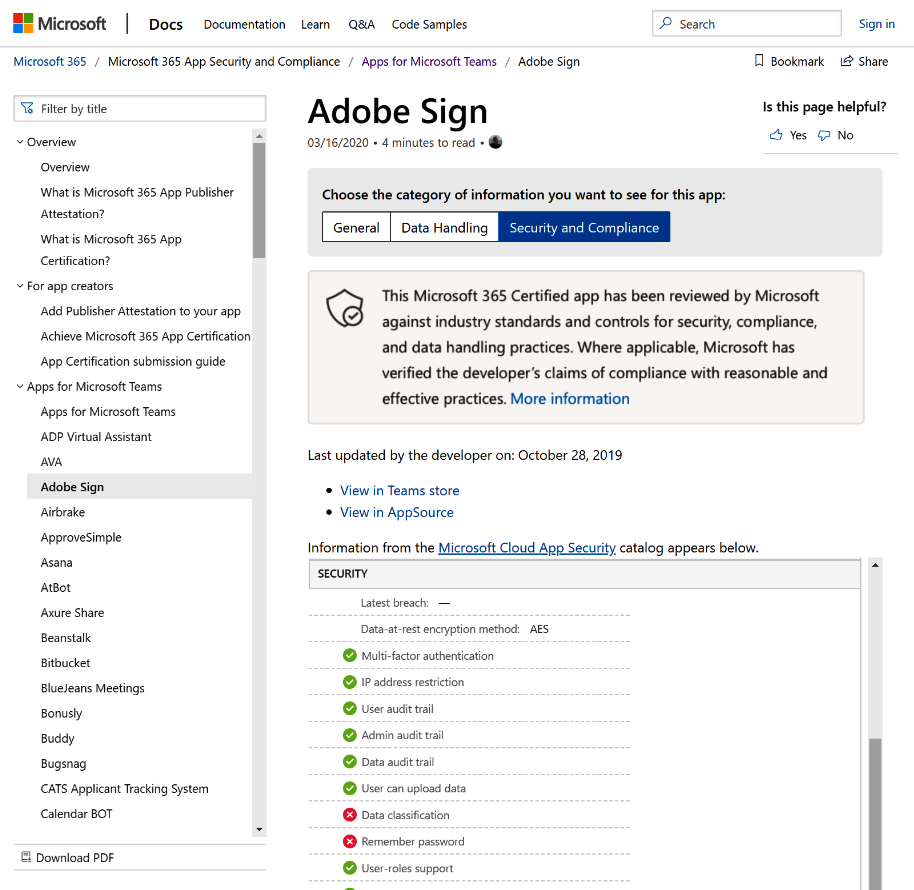 Microsoft
Docs
Documentation
Learn
Q&A
Code Samples
Search
Sign in
Microsoft 365 / Microsoft 365 App Security and Compliance / Apps for Microsoft Teams / Adobe Sign
Bookmark
Share
Filter by title
Overview
Overview
What is Microsoft 365 App Publisher
Attestation?
What is Microsoft 365 App
Certification?
For app creators
Add Publisher Attestation to your app
Achieve Microsoft 365 App Certification
App Certification submission guide
Apps for Microsoft Teams
Apps for Microsoft Teams
ADP Virtual Assistant
AVA
Adobe Sign
Airbrake
ApproveSimple
Asana
AtBot
Axure Share
Beanstalk
Bitbucket
BlueJeans Meetings
Bonusly
Buddy
Bugsnag
CATS Applicant Tracking System
Calendar BOT
Download PDF
Adobe Sign
03/16/2020 • 4 minutes to read •
Is this page helpful?
Yes
No
Choose the category of information you want to see for this app:
General
Data Handling
Security and Compliance
This Microsoft 365 Certified app has been reviewed by Microsoft
against industry standards and controls for security, compliance,
and data handling practices. Where applicable, Microsoft has
verified the developer's claims of compliance with reasonable and
effective practices. More information
Last updated by the developer on: October 28, 2019
• View in Teams store
• View in AppSource
Information from the Microsoft Cloud App Security catalog appears below.
SECURITY
Latest breach: —
Data-at-rest encryption method: AES
Multi-factor authentication
IP address restriction
User audit trail
Admin audit trail
Data audit trail
User can upload data
Data classification
Remember password
User-roles support